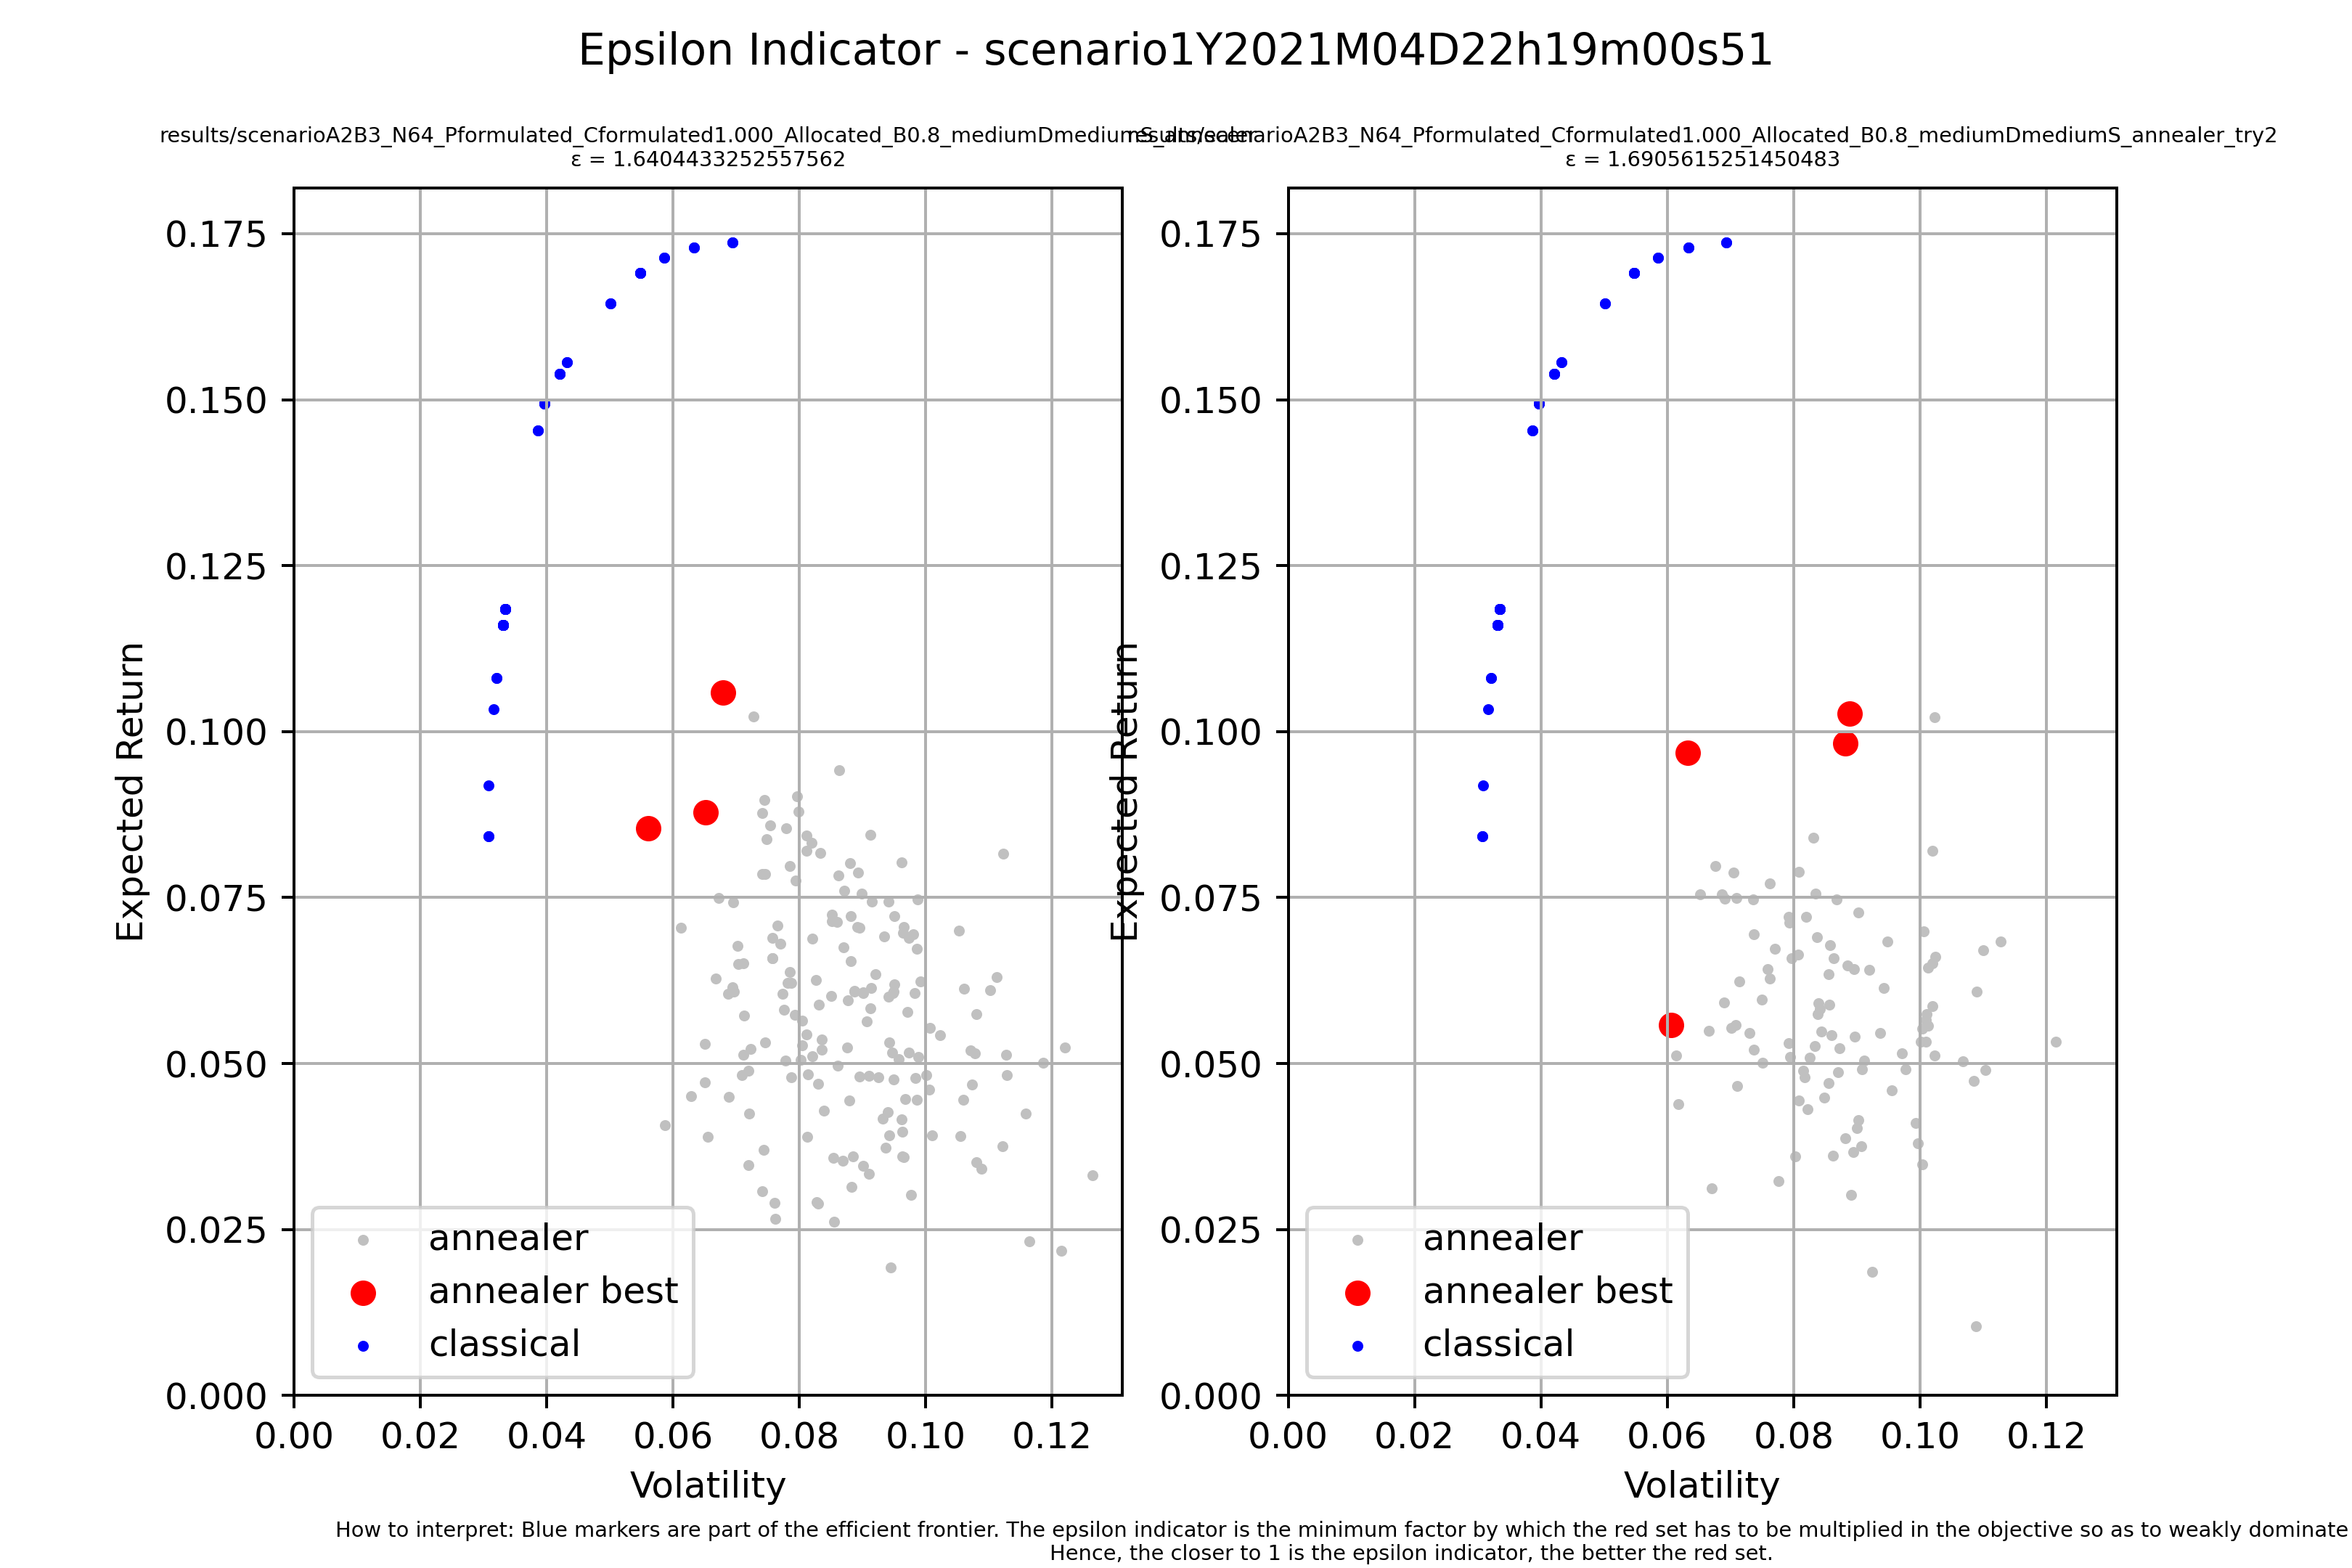 Epsilon Indicator - scenario1Y2021M04D22h19m00s51
results/scenarioA2B3_N64_Pformulated_Cformulated1.000_Allocated_B0.8_mediumDmediumS_annealer
ε = 1.6404433252557562
results/scenarioA2B3_N64_Pformulated_Cformulated1.000_Allocated_B0.8_mediumDmediumS_annealer_try2
ε = 1.6905615251450483
Expected Return
0.175
0.150
0.125
0.100
0.075
0.050
0.025
0.000
annealer
annealer best
classical
0.00 0.02 0.04 0.06 0.08 0.10 0.12
Volatility
Expected Return
0.175
0.150
0.125
0.100
0.075
0.050
0.025
0.000
annealer
annealer best
classical
0.00 0.02 0.04 0.06 0.08 0.10 0.12
Volatility
How to interpret: Blue markers are part of the efficient frontier. The epsilon indicator is the minimum factor by which the red set has to be multiplied in the objective so as to weakly dominate
Hence, the closer to 1 is the epsilon indicator, the better the red set.